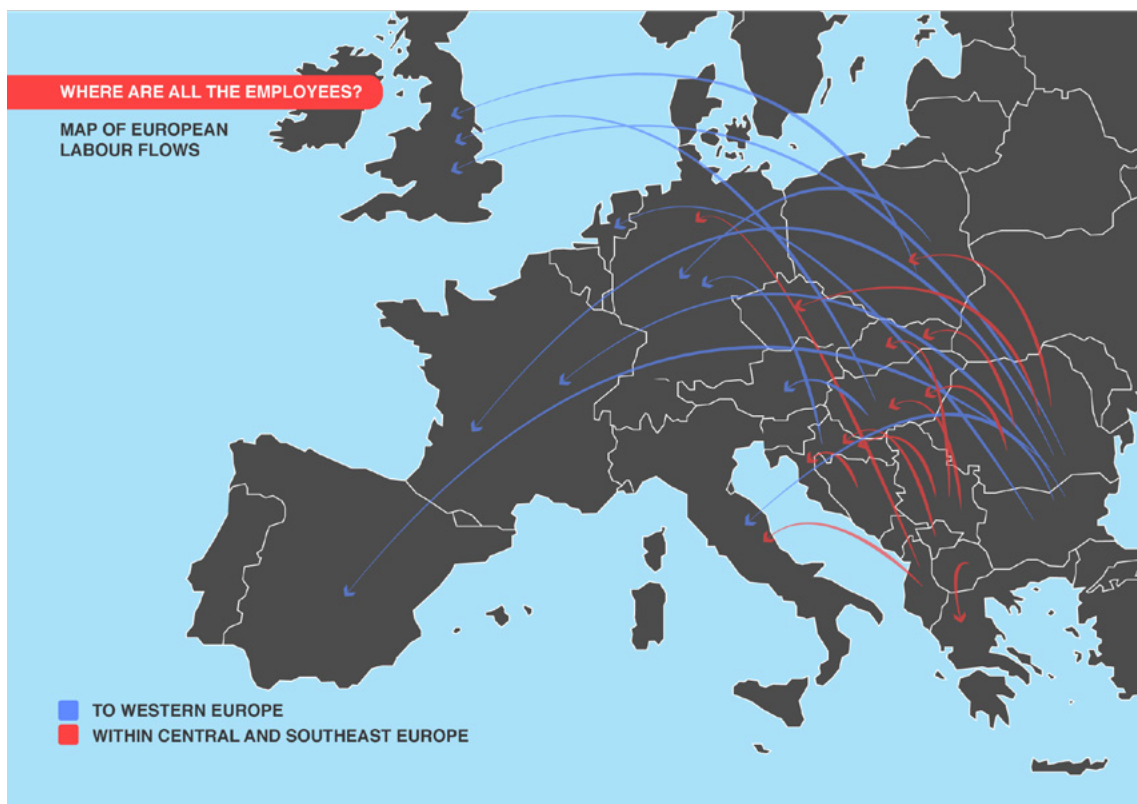 WHERE ARE ALL THE EMPLOYEES?
MAP OF EUROPEAN
LABOUR FLOWS
TO WESTERN EUROPE
WITHIN CENTRAL AND SOUTHEAST EUROPE